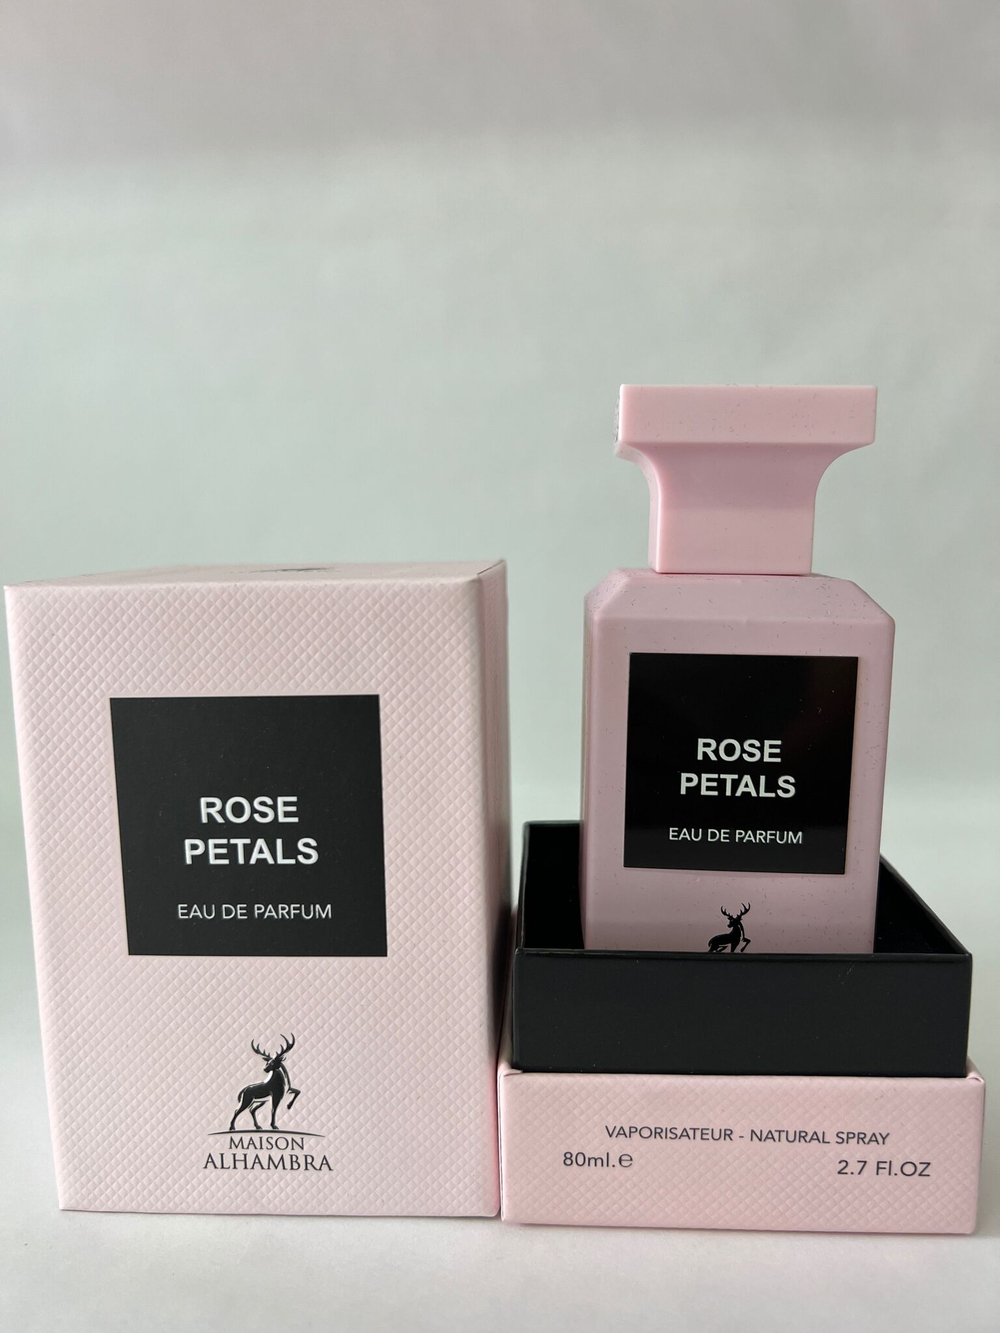 ROSE
PETALS
EAU DE PARFUM
MAISON
ALHAMBRA
ROSE
PETALS
EAU DE PARFUM
VAPORISATEUR - NATURAL SPRAY
80ml.℮
2.7 Fl.OZ